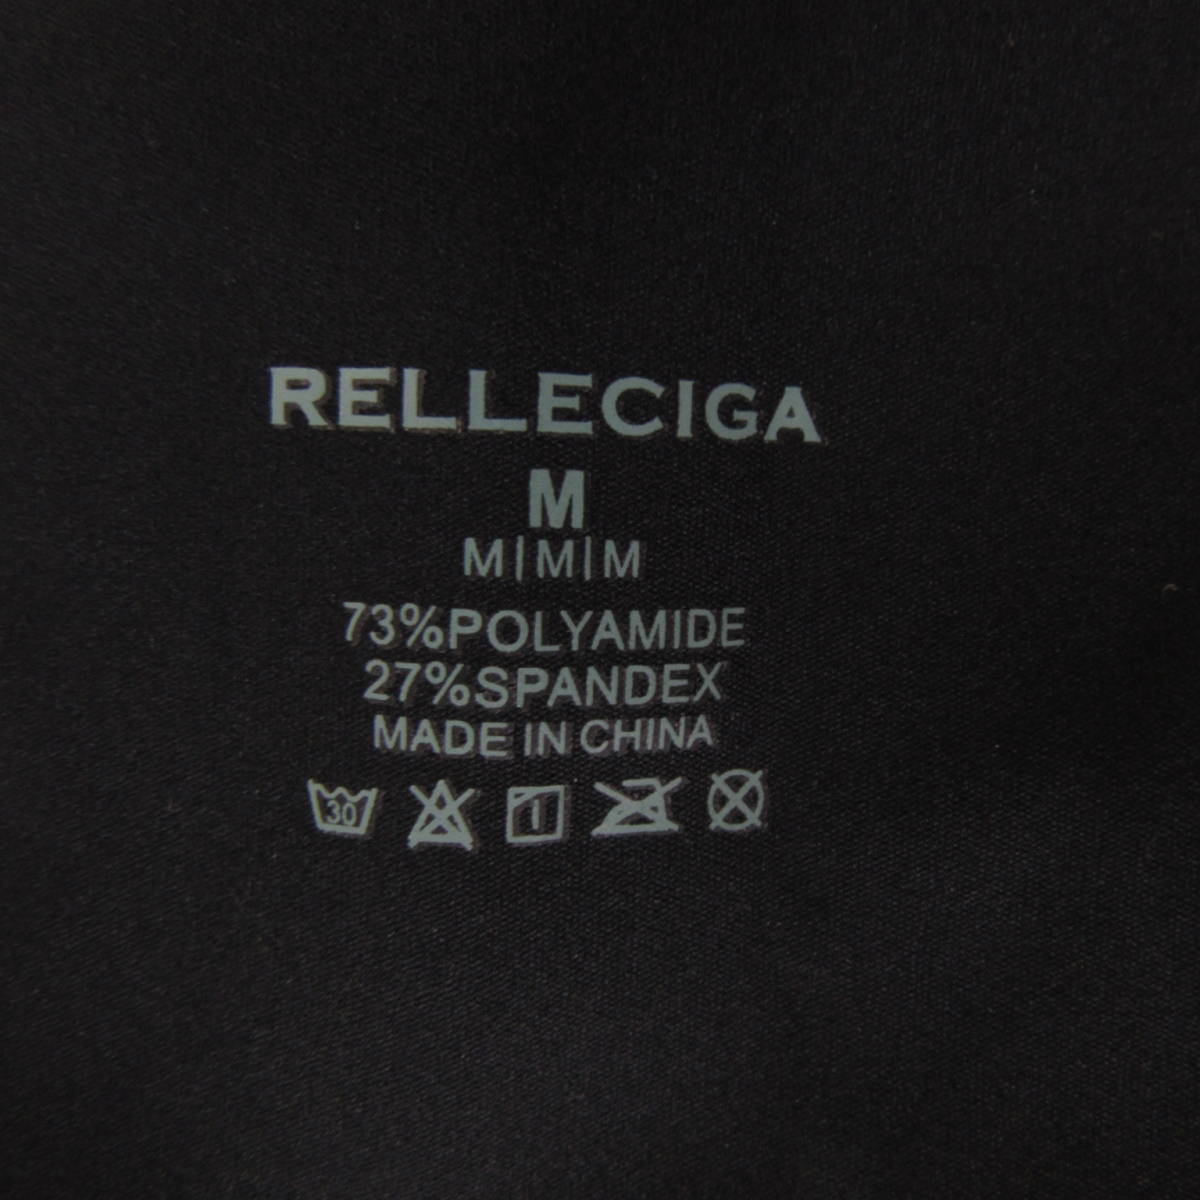 RELLECIGA
M
M|M|M
73%POLYAMIDE
27%SPANDEX
MADE IN CHINA
30